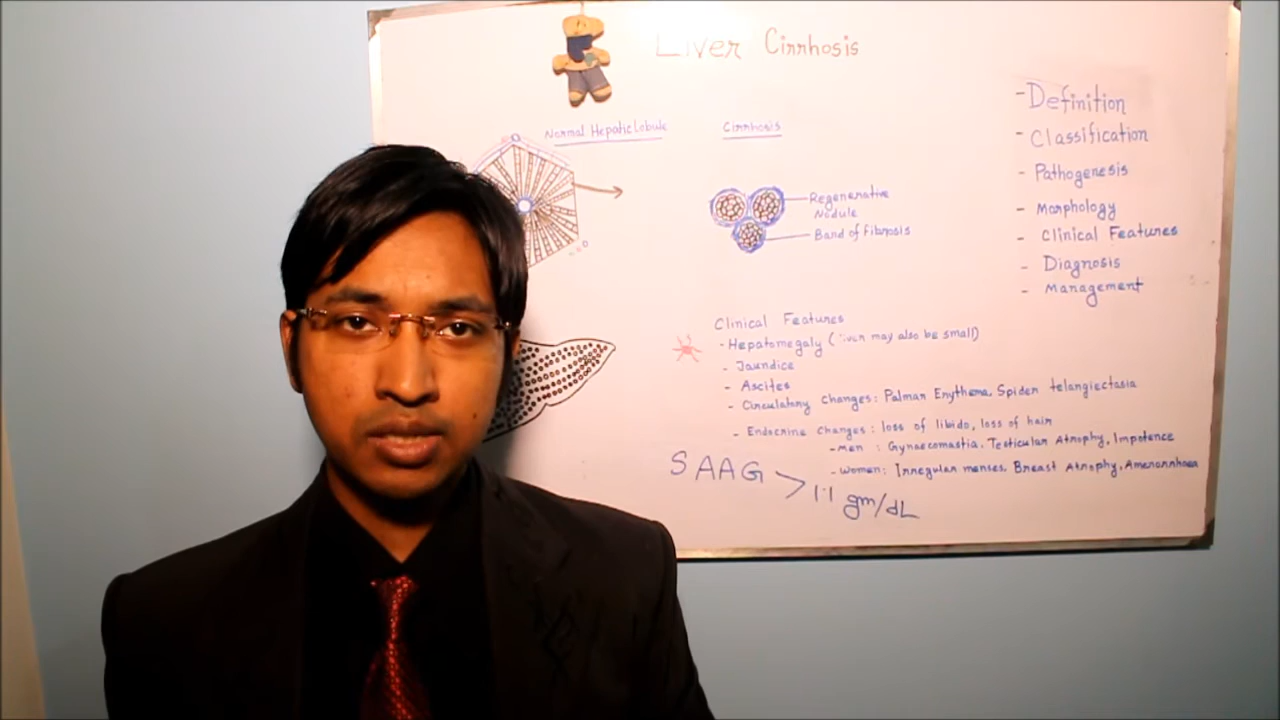 Liver Cirrhosis
Normal Hepatic Lobule
Cirrhosis
Regenerative
Nodule
Band of fibrosis
- Definition
- Classification
- Pathogenesis
- Morphology
- Clinical Features
- Diagnosis
- Management
Clinical Features
- Hepatomegaly (liver may also be small)
- Jaundice
- Ascites
- Circulatory changes: Palmar Erythema, Spider telangiectasia
- Endocrine changes: loss of libido, loss of hair
-men : Gynaecomastia, Testicular Atrophy, Impotence
-women: Irregular menses, Breast Atrophy, Amenorrhoea
SAAG > 1.1 gm/dL